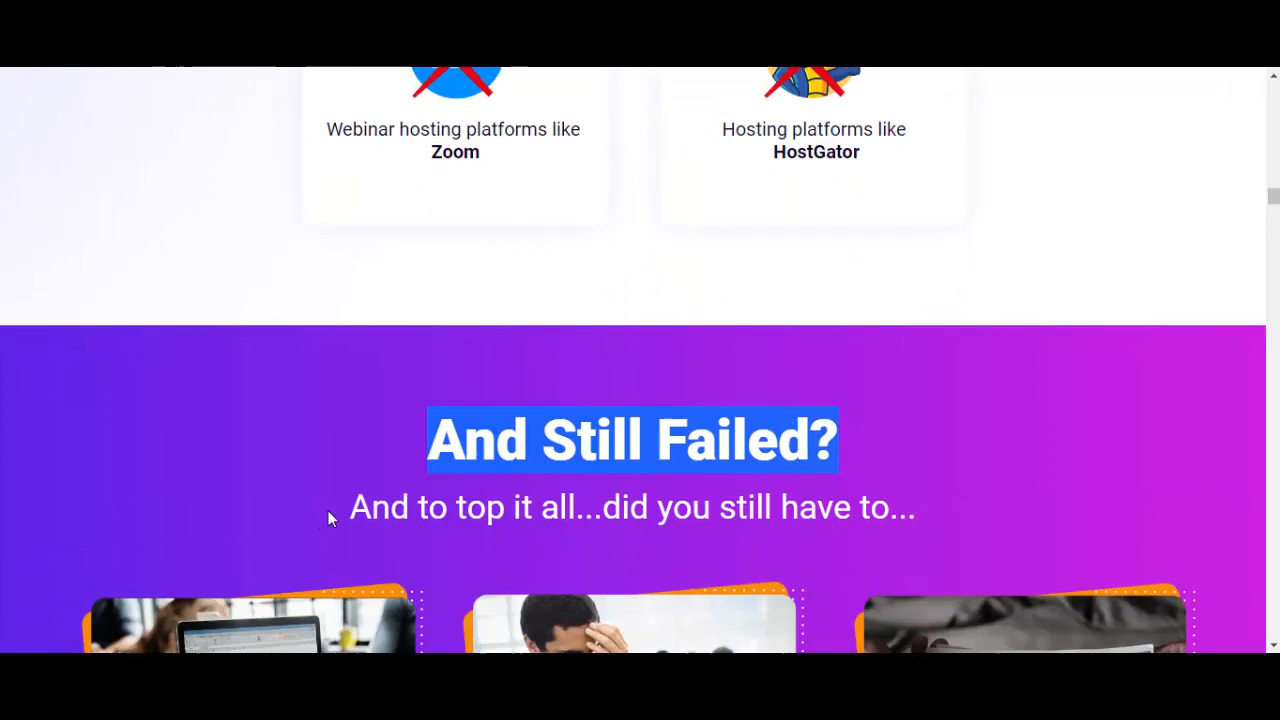 Webinar hosting platforms like
Zoom
Hosting platforms like
HostGator
And Still Failed?
And to top it all...did you still have to...